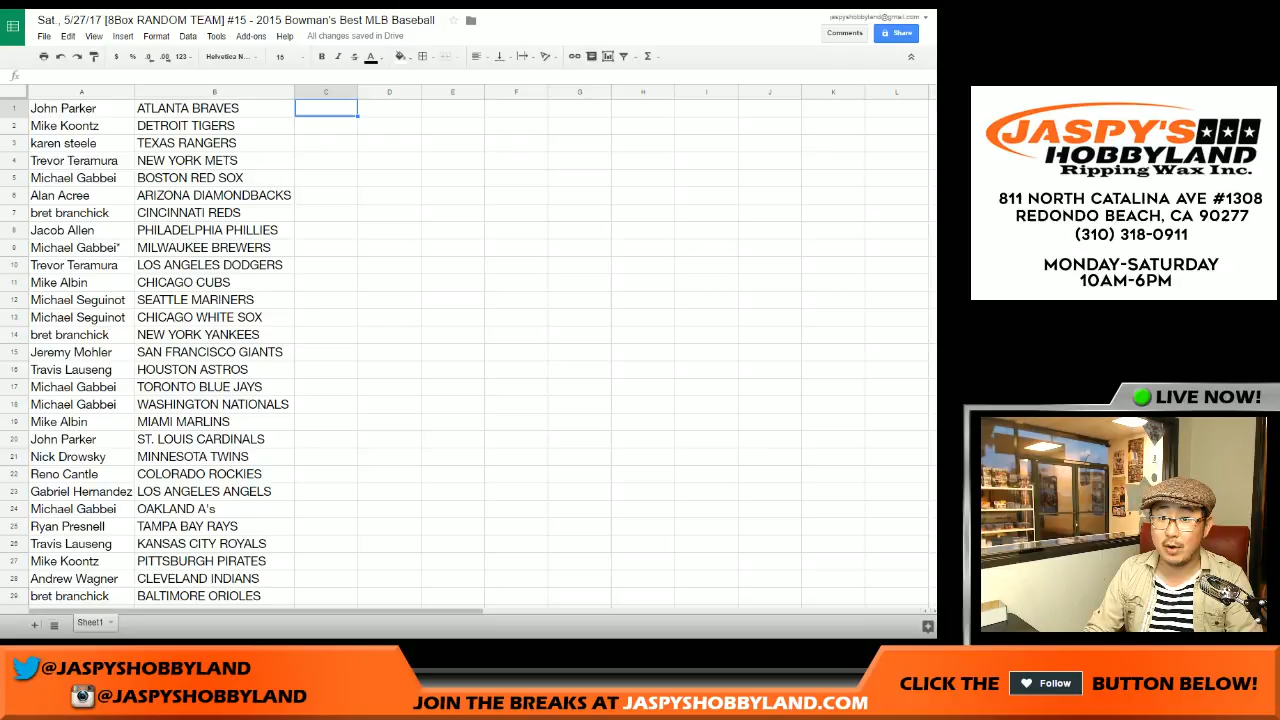 Sat., 5/27/17 [8Box RANDOM TEAM] #15 - 2015 Bowman's Best MLB Baseball
jaspyshobbyland@gmail.com
File Edit View Insert Format Data Tools Add-ons Help All changes saved in Drive
Comments
Share
$ % .0 .00 123 Helvetica N... 15 B I S A
fx
A B C D E F G H I J K L
1 John Parker ATLANTA BRAVES
2 Mike Koontz DETROIT TIGERS
3 karen steele TEXAS RANGERS
4 Trevor Teramura NEW YORK METS
5 Michael Gabbei BOSTON RED SOX
6 Alan Acree ARIZONA DIAMONDBACKS
7 bret branchick CINCINNATI REDS
8 Jacob Allen PHILADELPHIA PHILLIES
9 Michael Gabbei* MILWAUKEE BREWERS
10 Trevor Teramura LOS ANGELES DODGERS
11 Mike Albin CHICAGO CUBS
12 Michael Seguinot SEATTLE MARINERS
13 Michael Seguinot CHICAGO WHITE SOX
14 bret branchick NEW YORK YANKEES
15 Jeremy Mohler SAN FRANCISCO GIANTS
16 Travis Lauseng HOUSTON ASTROS
17 Michael Gabbei TORONTO BLUE JAYS
18 Michael Gabbei WASHINGTON NATIONALS
19 Mike Albin MIAMI MARLINS
20 John Parker ST. LOUIS CARDINALS
21 Nick Drowsky MINNESOTA TWINS
22 Reno Cantle COLORADO ROCKIES
23 Gabriel Hernandez LOS ANGELES ANGELS
24 Michael Gabbei OAKLAND A's
25 Ryan Presnell TAMPA BAY RAYS
26 Travis Lauseng KANSAS CITY ROYALS
27 Mike Koontz PITTSBURGH PIRATES
28 Andrew Wagner CLEVELAND INDIANS
29 bret branchick BALTIMORE ORIOLES
Sheet1
JASPY'S
HOBBYLAND
Ripping Wax Inc.
811 NORTH CATALINA AVE #1308
REDONDO BEACH, CA 90277
(310) 318-0911
MONDAY-SATURDAY
10AM-6PM
LIVE NOW!
@JASPYSHOBBYLAND
@JASPYSHOBBYLAND
JOIN THE BREAKS AT JASPYSHOBBYLAND.COM
CLICK THE Follow BUTTON BELOW!